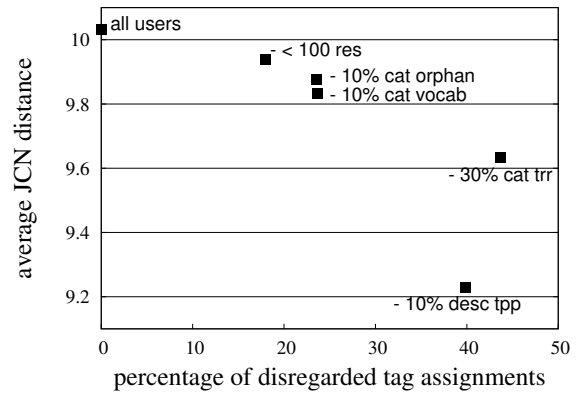 10
all users
- < 100 res
- 10% cat orphan
9.8
- 10% cat vocab
9.6
- 30% cat trr
9.4
9.2
- 10% desc tpp
0 10 20 30 40 50
average JCN distance
percentage of disregarded tag assignments